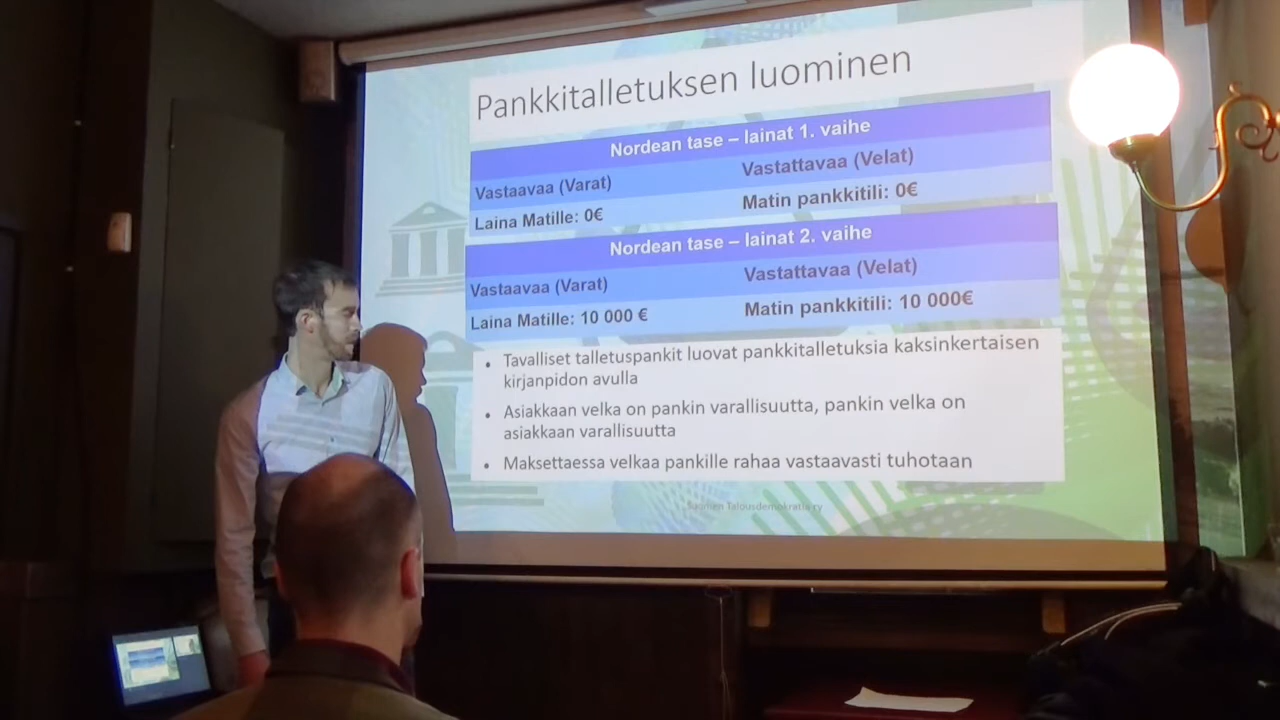 Pankkitalletuksen luominen
Nordean tase – lainat 1. vaihe
Vastaavaa (Varat) Vastattavaa (Velat)
Laina Matille: 0€ Matin pankkitili: 0€
Nordean tase – lainat 2. vaihe
Vastaavaa (Varat) Vastattavaa (Velat)
Laina Matille: 10 000 € Matin pankkitili: 10 000€
• Tavalliset talletuspankit luovat pankkitalletuksia kaksinkertaisen
kirjanpidon avulla
• Asiakkaan velka on pankin varallisuutta, pankin velka on
asiakkaan varallisuutta
• Maksettaessa velkaa pankille rahaa vastaavasti tuhotaan
Suomen Talousdemokratia ry